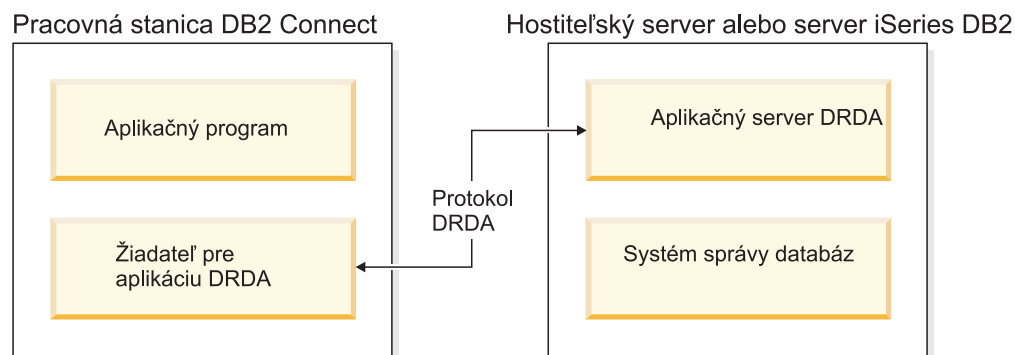 Pracovná stanica DB2 Connect
Aplikačný program
Žiadateľ pre
aplikáciu DRDA
Protokol
DRDA
Hostiteľský server alebo server iSeries DB2
Aplikačný server DRDA
Systém správy databáz